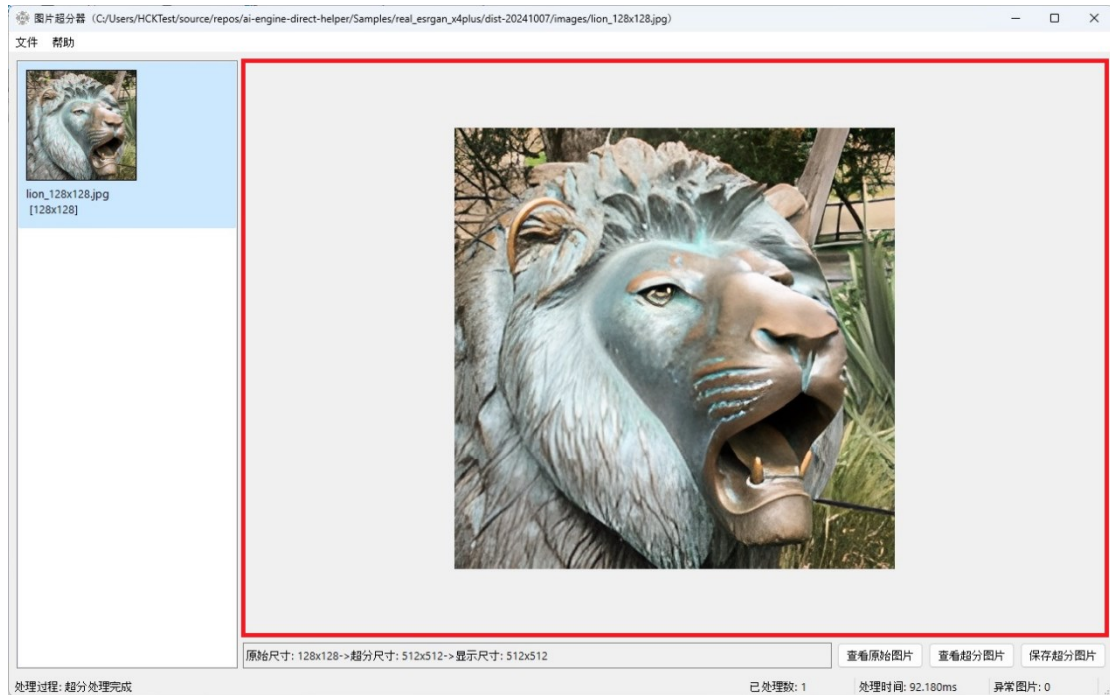 图片超分器 (C:/Users/HCKTest/source/repos/ai-engine-direct-helper/Samples/real_esrgan_x4plus/dist-20241007/images/lion_128x128.jpg)
文件 帮助
lion_128x128.jpg
[128x128]
原始尺寸: 128x128->超分尺寸: 512x512->显示尺寸: 512x512
查看原始图片 查看超分图片 保存超分图片
处理过程: 超分处理完成 已处理数: 1 处理时间: 92.180ms 异常图片: 0